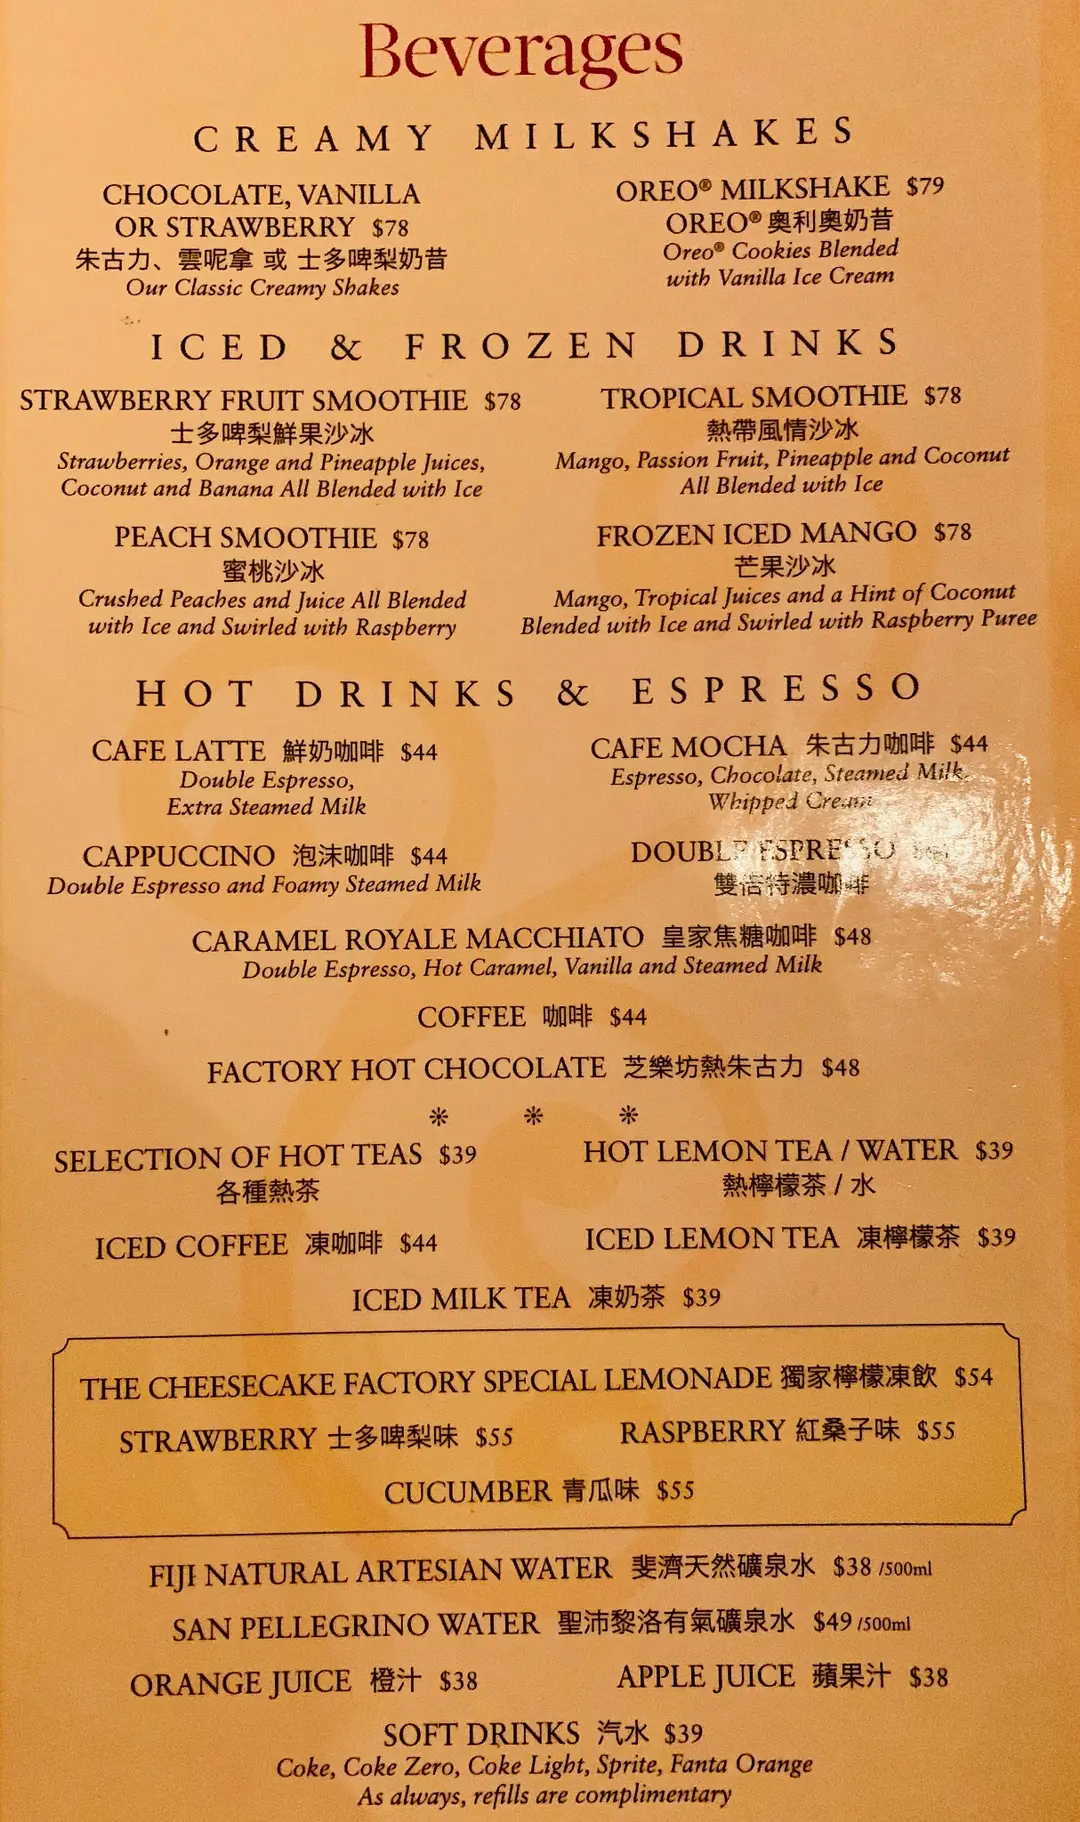 Beverages
CREAMY MILKSHAKES
CHOCOLATE, VANILLA
OR STRAWBERRY $78
朱古力、雲呢拿 或 士多啤梨奶昔
Our Classic Creamy Shakes
OREO® MILKSHAKE $79
OREO® 奧利奧奶昔
Oreo® Cookies Blended
with Vanilla Ice Cream
ICED & FROZEN DRINKS
STRAWBERRY FRUIT SMOOTHIE $78
士多啤梨鮮果沙冰
Strawberries, Orange and Pineapple Juices,
Coconut and Banana All Blended with Ice
TROPICAL SMOOTHIE $78
熱帶風情沙冰
Mango, Passion Fruit, Pineapple and Coconut
All Blended with Ice
PEACH SMOOTHIE $78
蜜桃沙冰
Crushed Peaches and Juice All Blended
with Ice and Swirled with Raspberry
FROZEN ICED MANGO $78
芒果沙冰
Mango, Tropical Juices and a Hint of Coconut
Blended with Ice and Swirled with Raspberry Puree
HOT DRINKS & ESPRESSO
CAFE LATTE 鮮奶咖啡 $44
Double Espresso,
Extra Steamed Milk
CAFE MOCHA 朱古力咖啡 $44
Espresso, Chocolate, Steamed Milk,
Whipped Cream
CAPPUCCINO 泡沫咖啡 $44
Double Espresso and Foamy Steamed Milk
DOUBLE ESPRESSO
雙倍特濃咖啡
CARAMEL ROYALE MACCHIATO 皇家焦糖咖啡 $48
Double Espresso, Hot Caramel, Vanilla and Steamed Milk
COFFEE 咖啡 $44
FACTORY HOT CHOCOLATE 芝樂坊熱朱古力 $48
SELECTION OF HOT TEAS $39
各種熱茶
HOT LEMON TEA / WATER $39
熱檸檬茶 / 水
ICED COFFEE 凍咖啡 $44
ICED LEMON TEA 凍檸檬茶 $39
ICED MILK TEA 凍奶茶 $39
THE CHEESECAKE FACTORY SPECIAL LEMONADE 獨家檸檬凍飲 $54
STRAWBERRY 士多啤梨味 $55
RASPBERRY 紅桑子味 $55
CUCUMBER 青瓜味 $55
FIJI NATURAL ARTESIAN WATER 斐濟天然礦泉水 $38 /500ml
SAN PELLEGRINO WATER 聖沛黎洛有氣礦泉水 $49 /500ml
ORANGE JUICE 橙汁 $38
APPLE JUICE 蘋果汁 $38
SOFT DRINKS 汽水 $39
Coke, Coke Zero, Coke Light, Sprite, Fanta Orange
As always, refills are complimentary